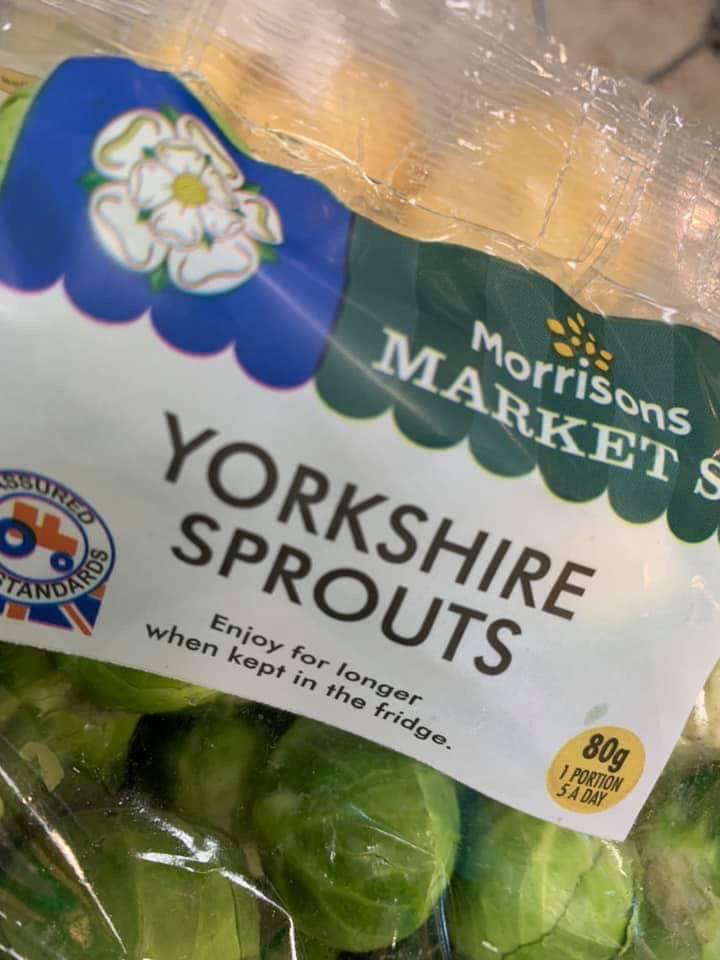 Morrisons
MARKET S
YORKSHIRE
SPROUTS
Enjoy for longer
when kept in the fridge.
ASSURED
STANDARDS
80g
1 PORTION
5 A DAY